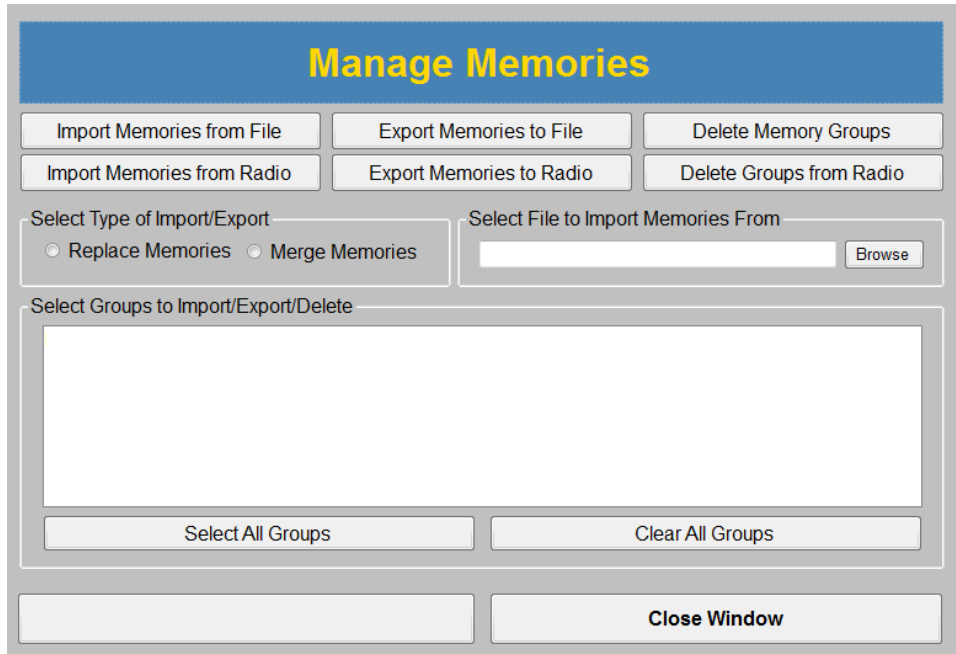 Manage Memories
Import Memories from File
Export Memories to File
Delete Memory Groups
Import Memories from Radio
Export Memories to Radio
Delete Groups from Radio
Select Type of Import/Export
Select File to Import Memories From
Replace Memories
Merge Memories
Browse
Select Groups to Import/Export/Delete
Select All Groups
Clear All Groups
Close Window